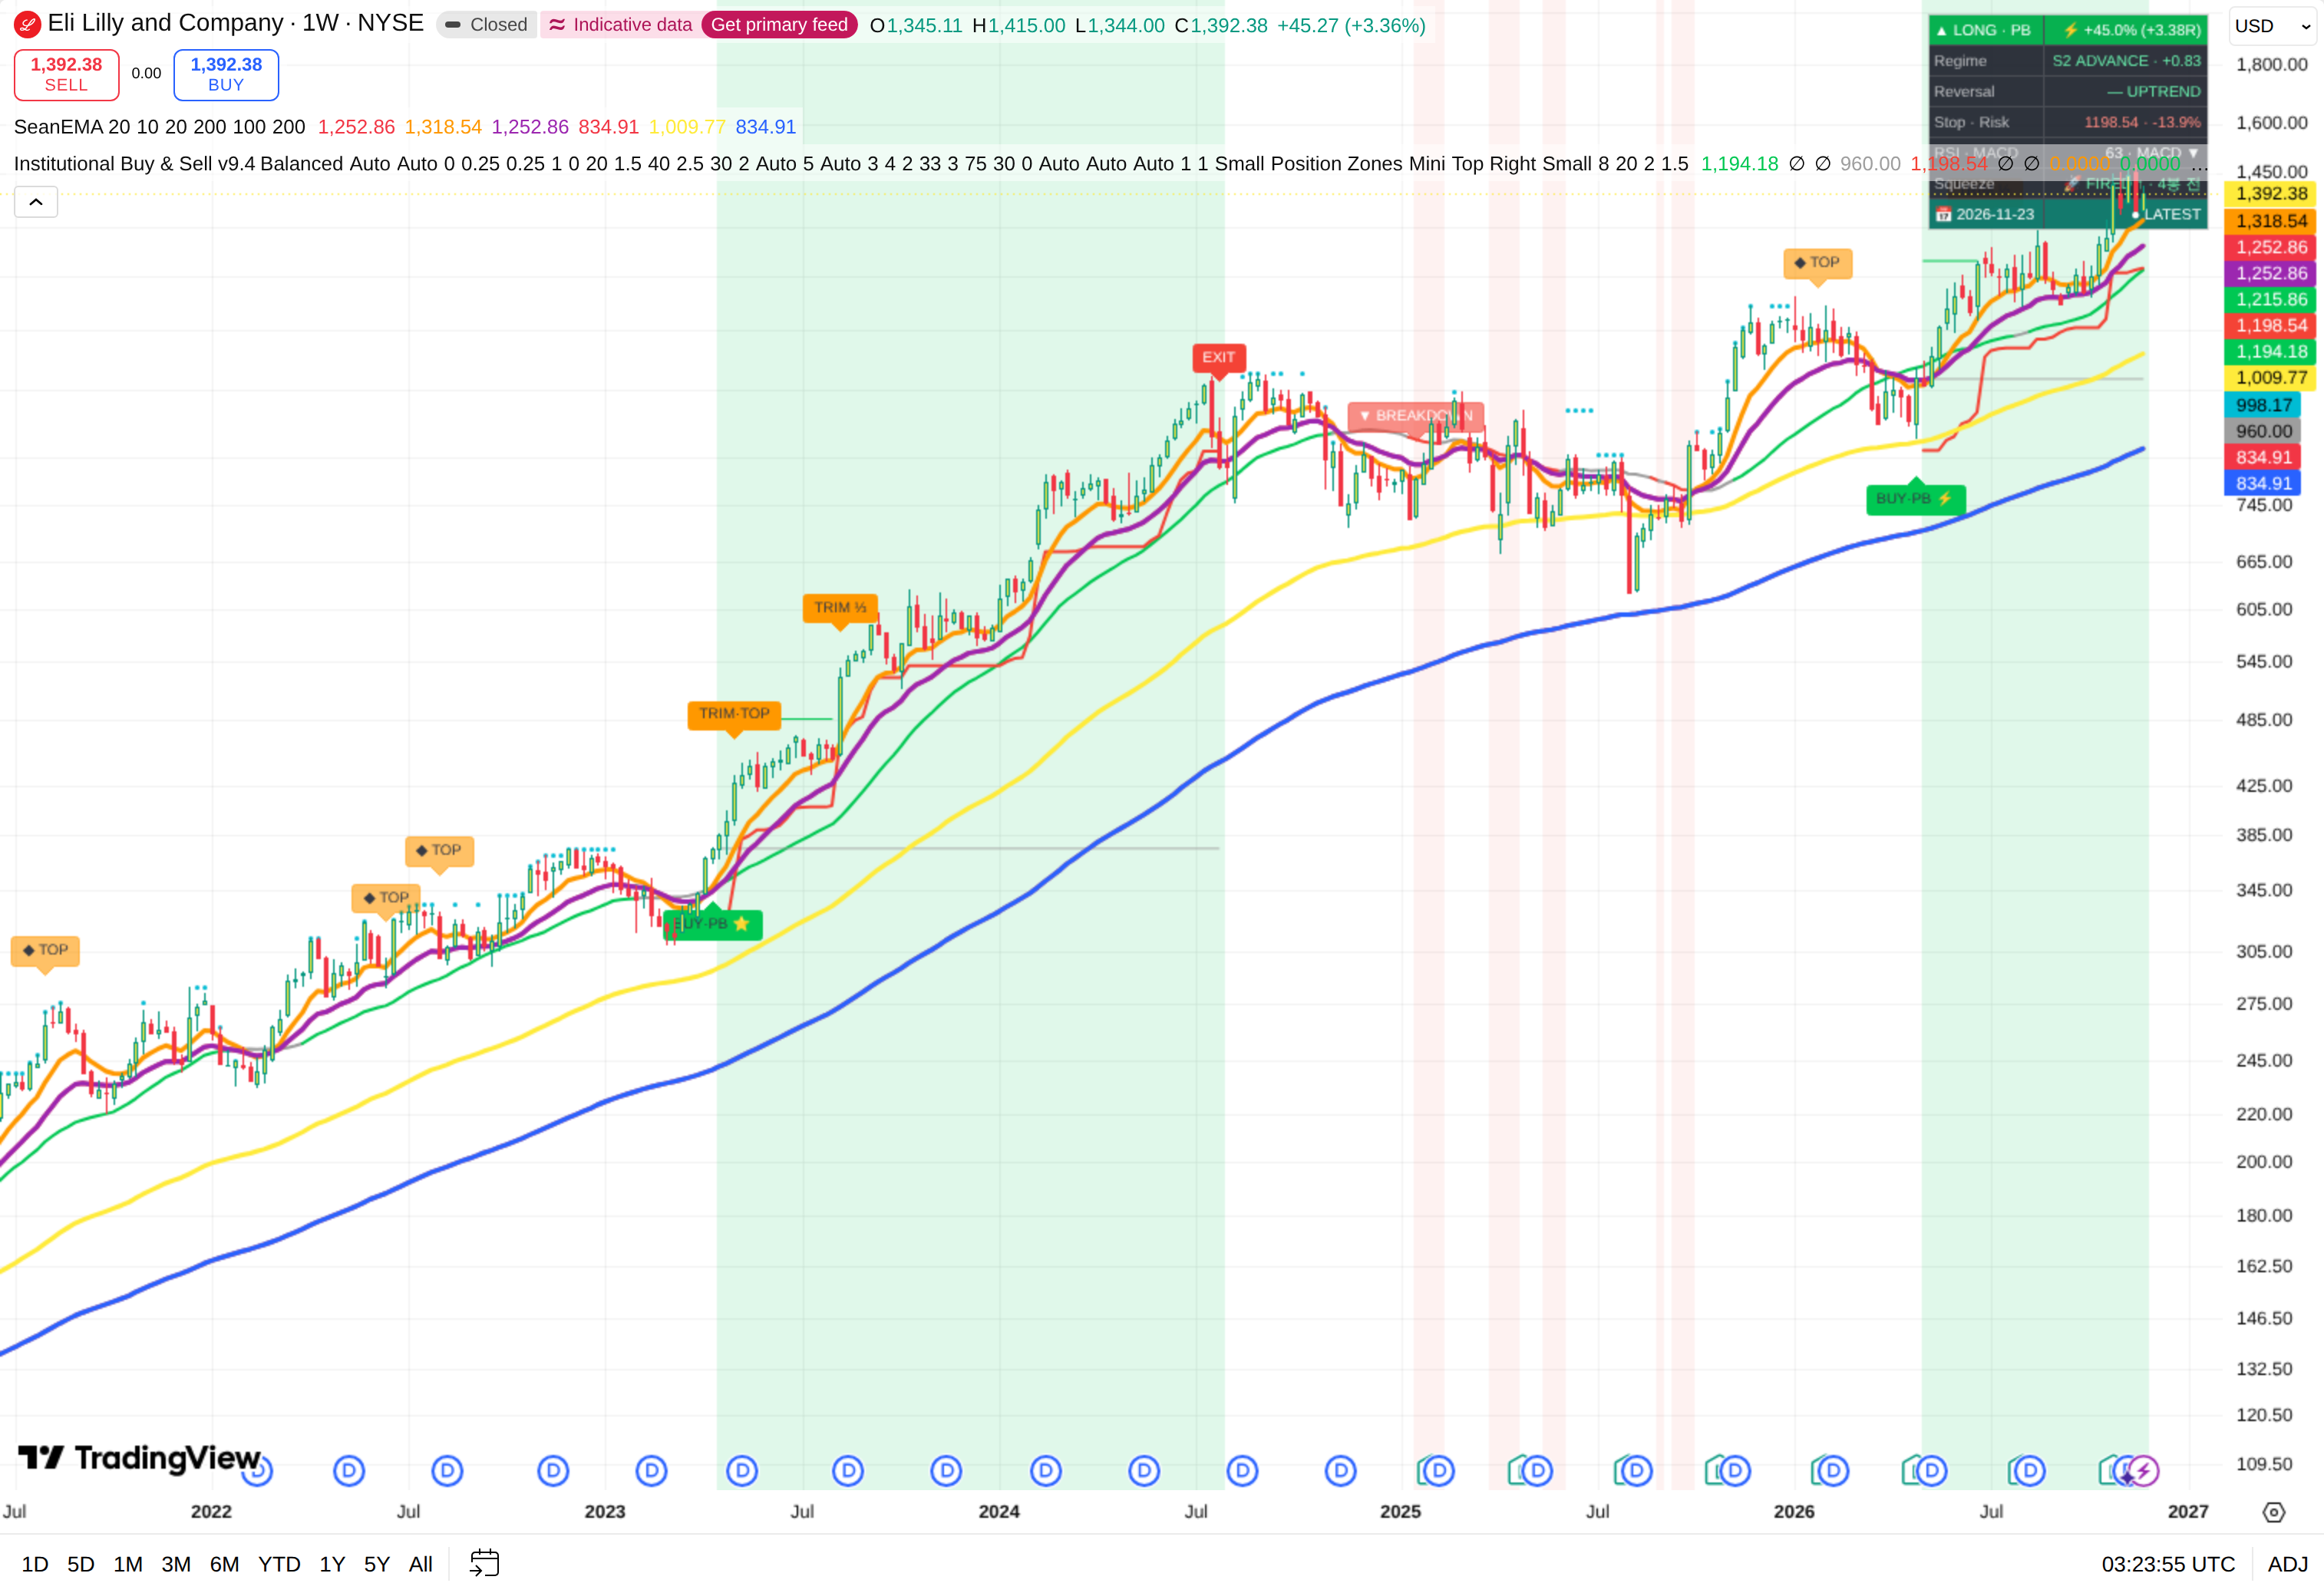 Eli Lilly and Company · 1W · NYSE Closed Indicative data Get primary feed O1,345.11 H1,415.00 L1,344.00 C1,392.38 +45.27 (+3.36%)
1,392.38 SELL 0.00 1,392.38 BUY
SeanEMA 20 10 20 200 100 200 1,252.86 1,318.54 1,252.86 834.91 1,009.77 834.91
Institutional Buy & Sell v9.4 Balanced Auto Auto 0 0.25 0.25 1 0 20 1.5 40 2.5 30 2 Auto 5 Auto 3 4 2 33 3 75 30 0 Auto Auto Auto 1 1 Small Position Zones Mini Top Right Small 8 20 2 1.5 1,194.18 ∅ ∅ 960.00 1,198.54 ∅ ∅ 0.0000 0.0000 ...
▲ LONG · PB ⚡ +45.0% (+3.38R)
Regime S2 ADVANCE · +0.83
Reversal — UPTREND
Stop · Risk 1198.54 · -13.9%
RSI · MACD 63 · MACD ▼
Squeeze 🚀 FIRED · 4봉 전
📅 2026-11-23 LATEST
USD
1,800.00
1,600.00
1,450.00
1,392.38
1,318.54
1,252.86
1,252.86
1,215.86
1,198.54
1,194.18
1,009.77
998.17
960.00
834.91
834.91
745.00
665.00
605.00
545.00
485.00
425.00
385.00
345.00
305.00
275.00
245.00
220.00
200.00
180.00
162.50
146.50
132.50
120.50
109.50
◆ TOP
EXIT
▼ BREAKDOWN
BUY-PB ⚡
TRIM ⅓
TRIM-TOP
◆ TOP
◆ TOP
BUY-PB ⭐
◆ TOP
TradingView
D D D D D D D D D D D D D D D D D D D
Jul 2022 Jul 2023 Jul 2024 Jul 2025 Jul 2026 Jul 2027
1D 5D 1M 3M 6M YTD 1Y 5Y All 03:23:55 UTC ADJ